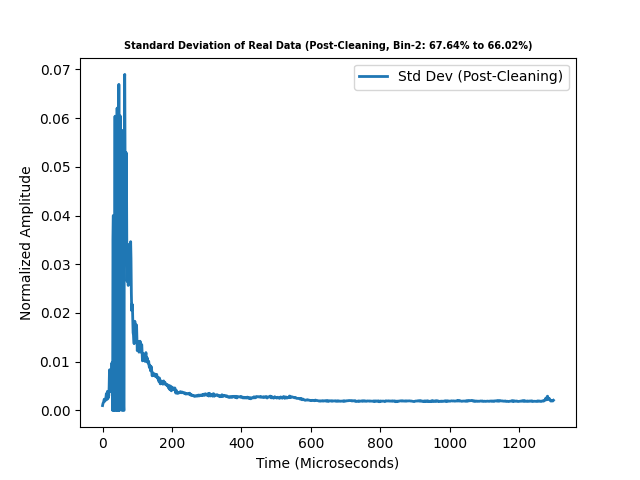 Standard Deviation of Real Data (Post-Cleaning, Bin-2: 67.64% to 66.02%)
Std Dev (Post-Cleaning)
Normalized Amplitude
0.07
0.06
0.05
0.04
0.03
0.02
0.01
0.00
0 200 400 600 800 1000 1200
Time (Microseconds)